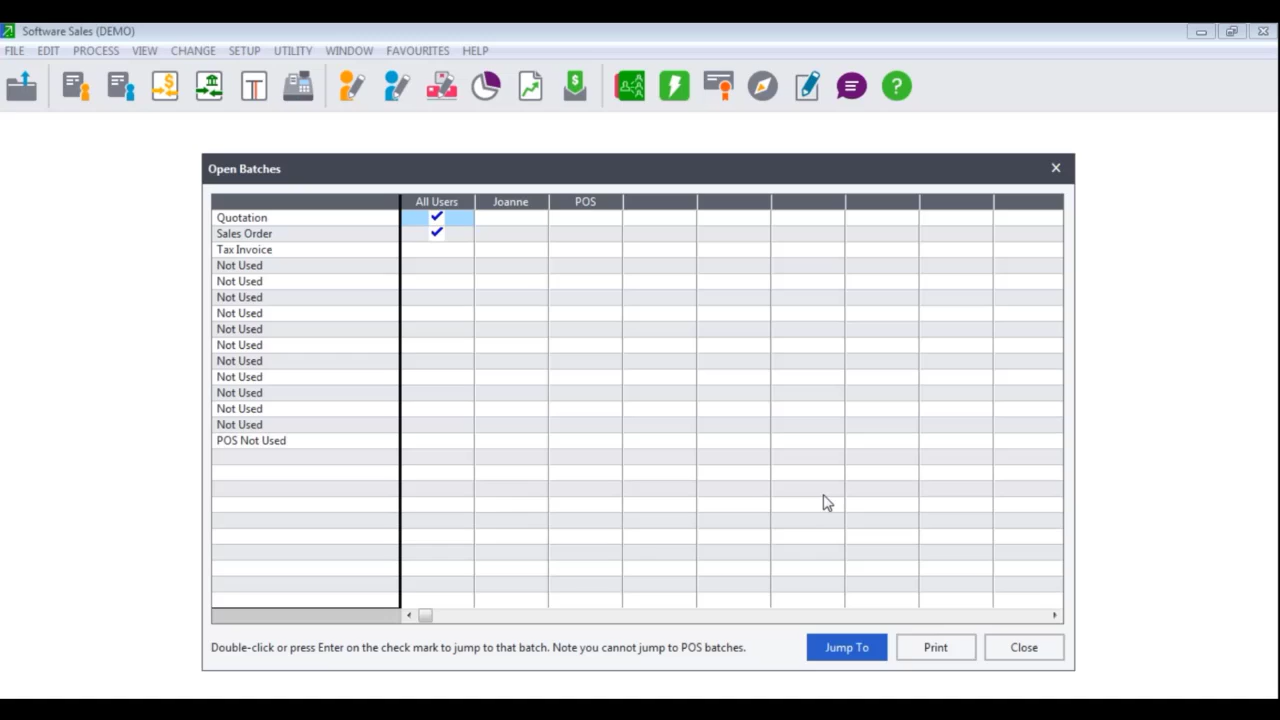 Software Sales (DEMO)
FILE EDIT PROCESS VIEW CHANGE SETUP UTILITY WINDOW FAVOURITES HELP
Open Batches
All Users Joanne POS
Quotation
Sales Order
Tax Invoice
Not Used
Not Used
Not Used
Not Used
Not Used
Not Used
Not Used
Not Used
Not Used
Not Used
Not Used
POS Not Used
Double-click or press Enter on the check mark to jump to that batch. Note you cannot jump to POS batches.
Jump To Print Close